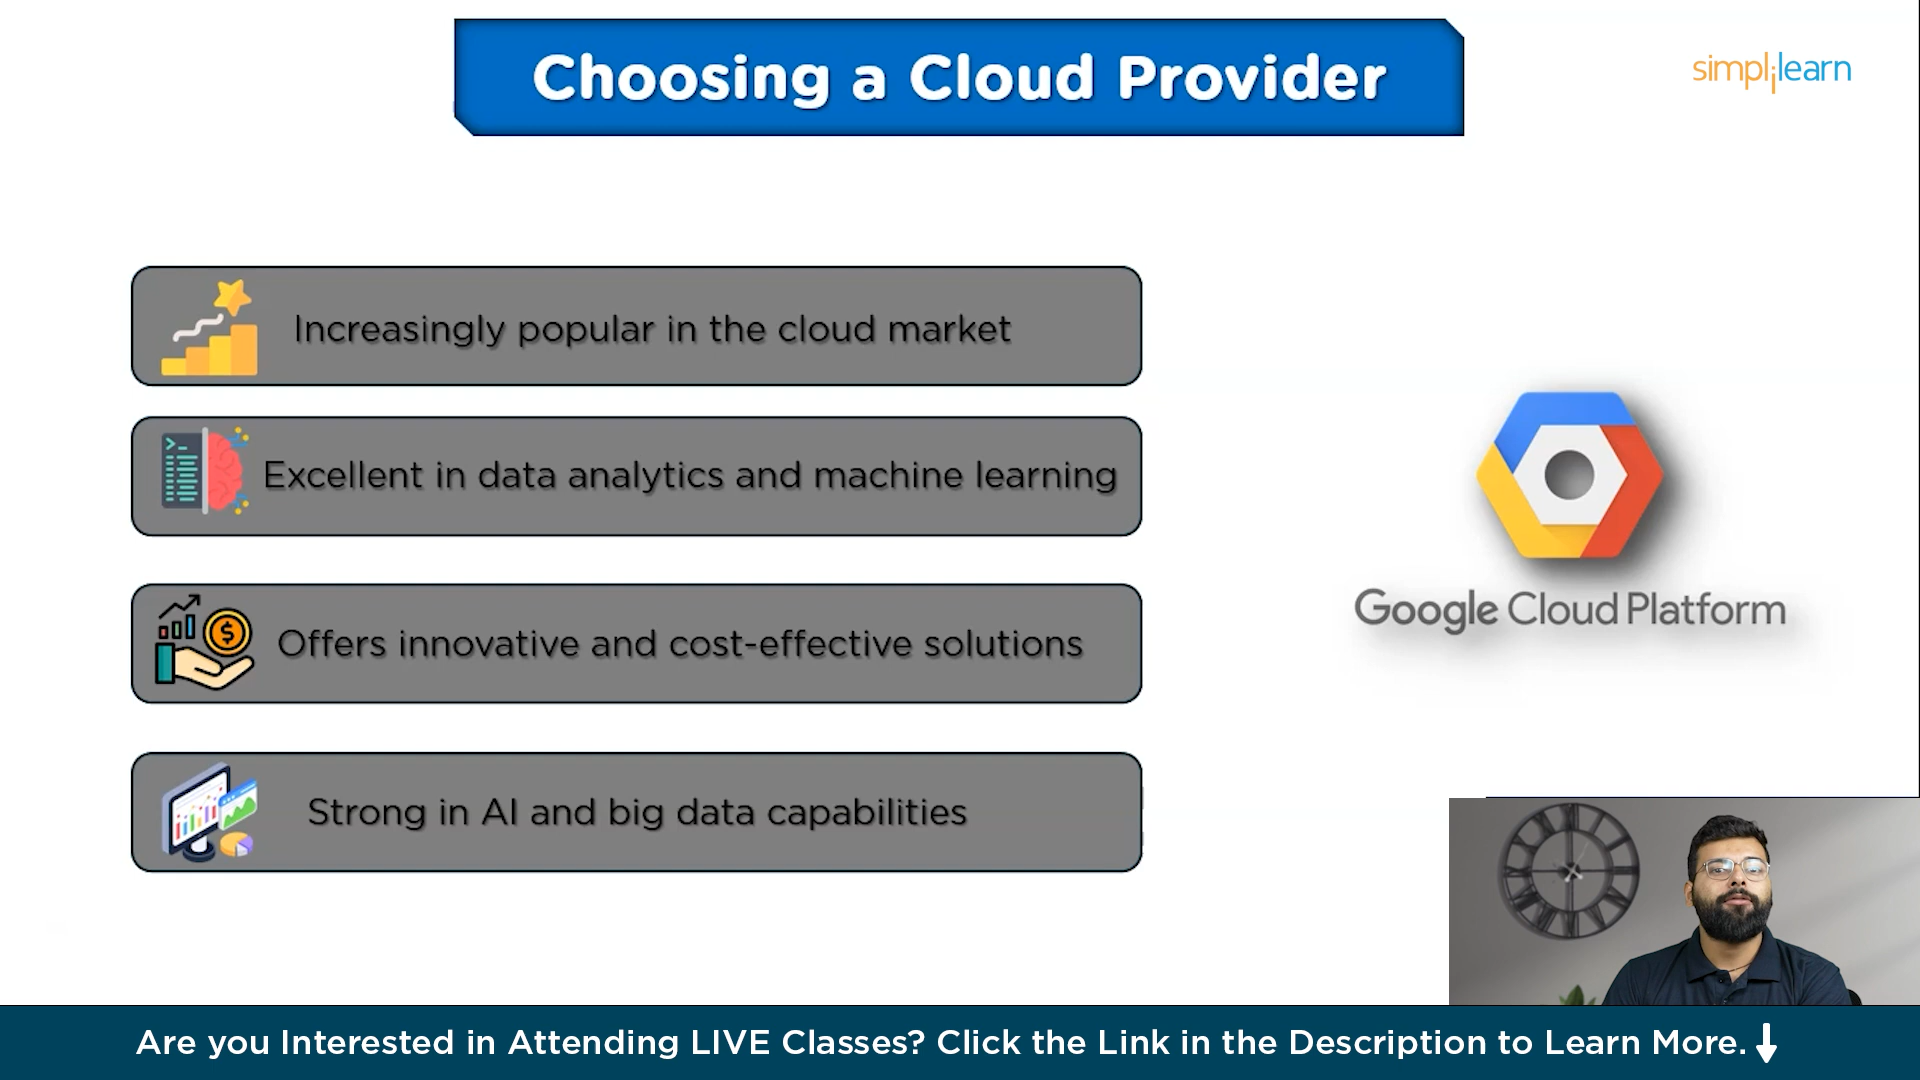 Choosing a Cloud Provider
simplilearn
Increasingly popular in the cloud market
Excellent in data analytics and machine learning
Offers innovative and cost-effective solutions
Strong in AI and big data capabilities
Google Cloud Platform
Are you Interested in Attending LIVE Classes? Click the Link in the Description to Learn More.